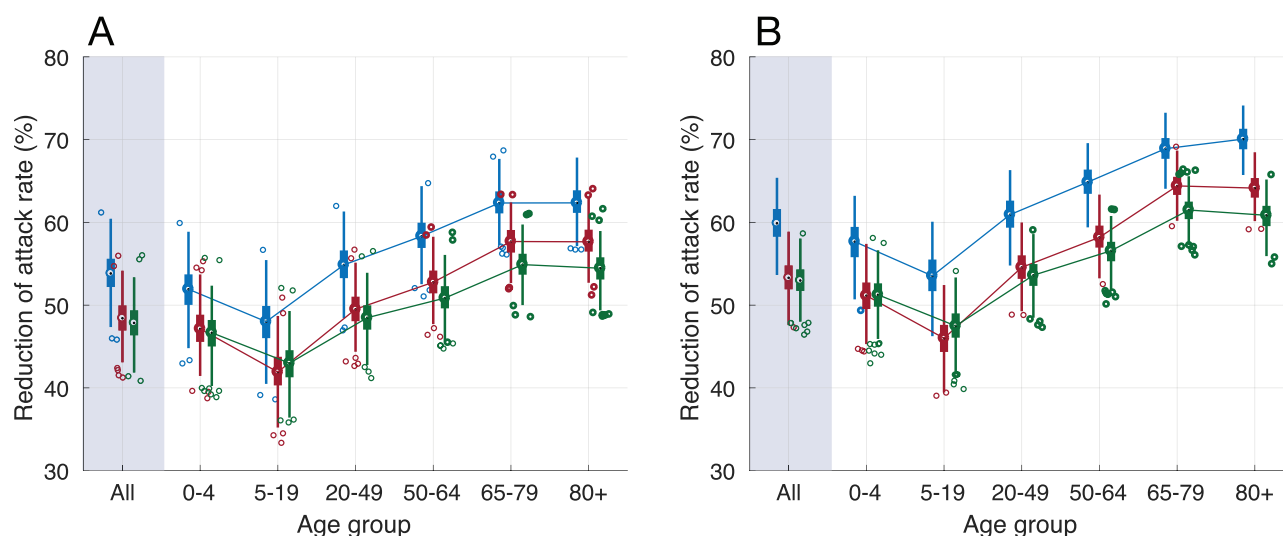 A
Reduction of attack rate (%)
80
70
60
50
40
30
All 0-4 5-19 20-49 50-64 65-79 80+
Age group
B
Reduction of attack rate (%)
80
70
60
50
40
30
All 0-4 5-19 20-49 50-64 65-79 80+
Age group